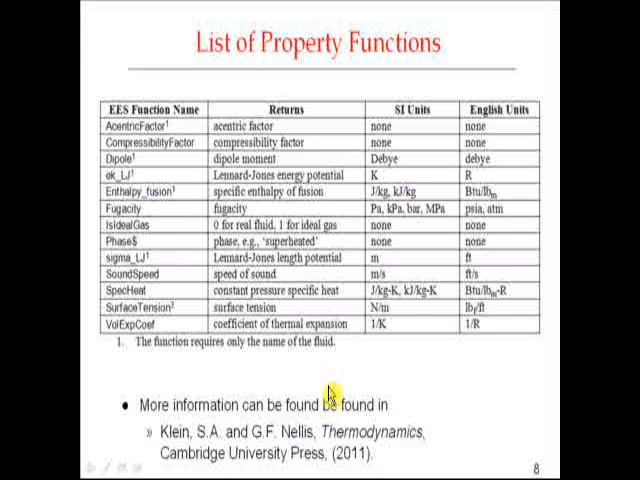 List of Property Functions
EES Function Name Returns SI Units English Units
AcentricFactor¹ acentric factor none none
CompressibilityFactor compressibility factor none none
Dipole¹ dipole moment Debye debye
ek_LJ¹ Lennard-Jones energy potential K R
Enthalpy_fusion¹ specific enthalpy of fusion J/kg, kJ/kg Btu/lbm
Fugacity fugacity Pa, kPa, bar, MPa psia, atm
IsIdealGas 0 for real fluid, 1 for ideal gas none none
Phase$ phase, e.g., 'superheated' none none
sigma_LJ¹ Lennard-Jones length potential m ft
SoundSpeed speed of sound m/s ft/s
SpecHeat constant pressure specific heat J/kg-K, kJ/kg-K Btu/lbm-R
SurfaceTension² surface tension N/m lbf/ft
VolExpCoef coefficient of thermal expansion 1/K 1/R
1. The function requires only the name of the fluid.
• More information can be found be found in
» Klein, S.A. and G.F. Nellis, Thermodynamics,
Cambridge University Press, (2011).
8